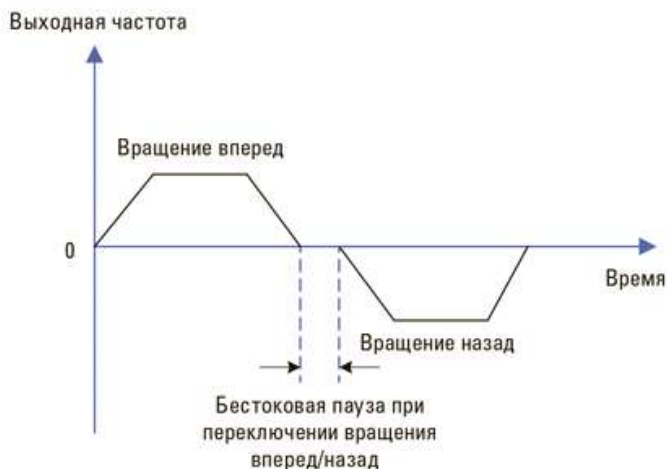 Выходная частота
Вращение вперед
0
Время
Вращение назад
Бестоковая пауза при
переключении вращения
вперед/назад